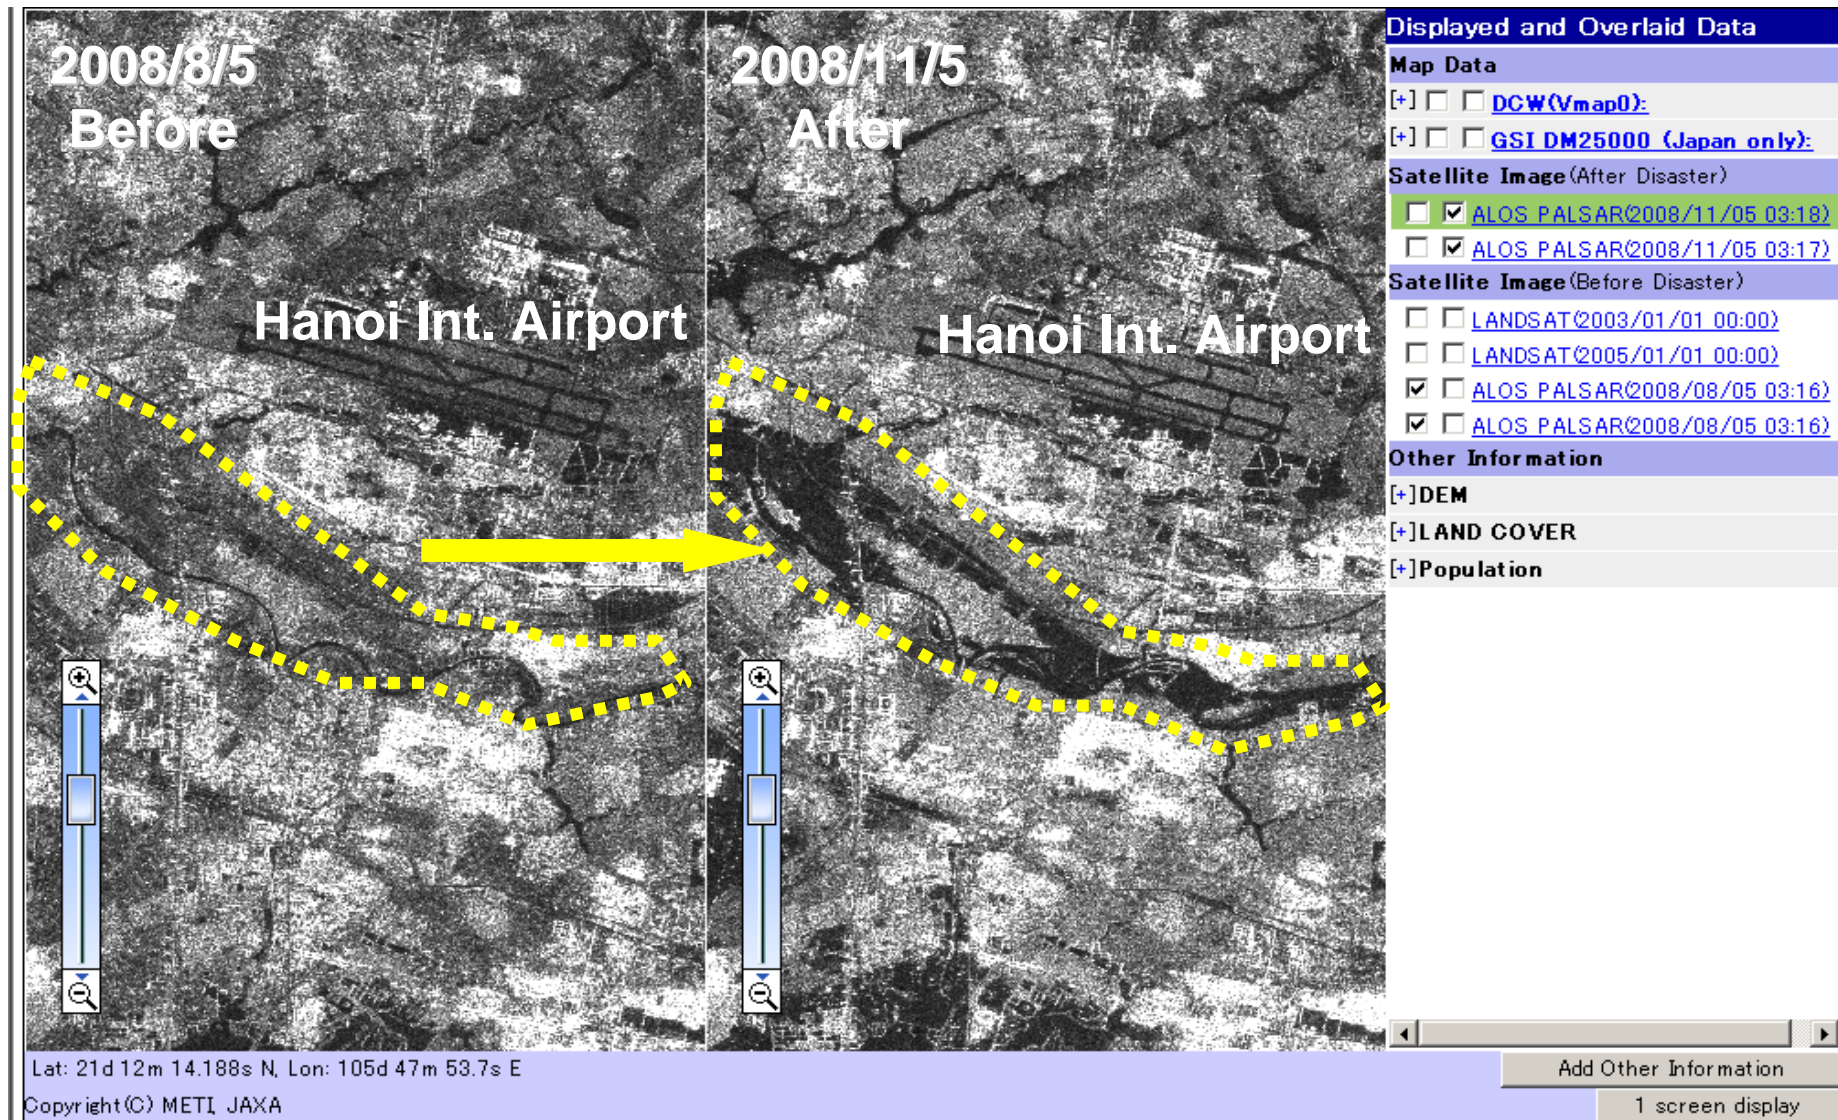 2008/8/5
Before
Hanoi Int. Airport
2008/11/5
After
Hanoi Int. Airport
Displayed and Overlaid Data
Map Data
[+] DCW(Vmap0):
[+] GSI DM25000 (Japan only):
Satellite Image(After Disaster)
ALOS PALSAR(2008/11/05 03:18)
ALOS PALSAR(2008/11/05 03:17)
Satellite Image(Before Disaster)
LANDSAT(2003/01/01 00:00)
LANDSAT(2005/01/01 00:00)
ALOS PALSAR(2008/08/05 03:16)
ALOS PALSAR(2008/08/05 03:16)
Other Information
[+]DEM
[+]LAND COVER
[+]Population
Lat: 21d 12m 14.188s N, Lon: 105d 47m 53.7s E
Add Other Information
Copyright(C) METI, JAXA
1 screen display